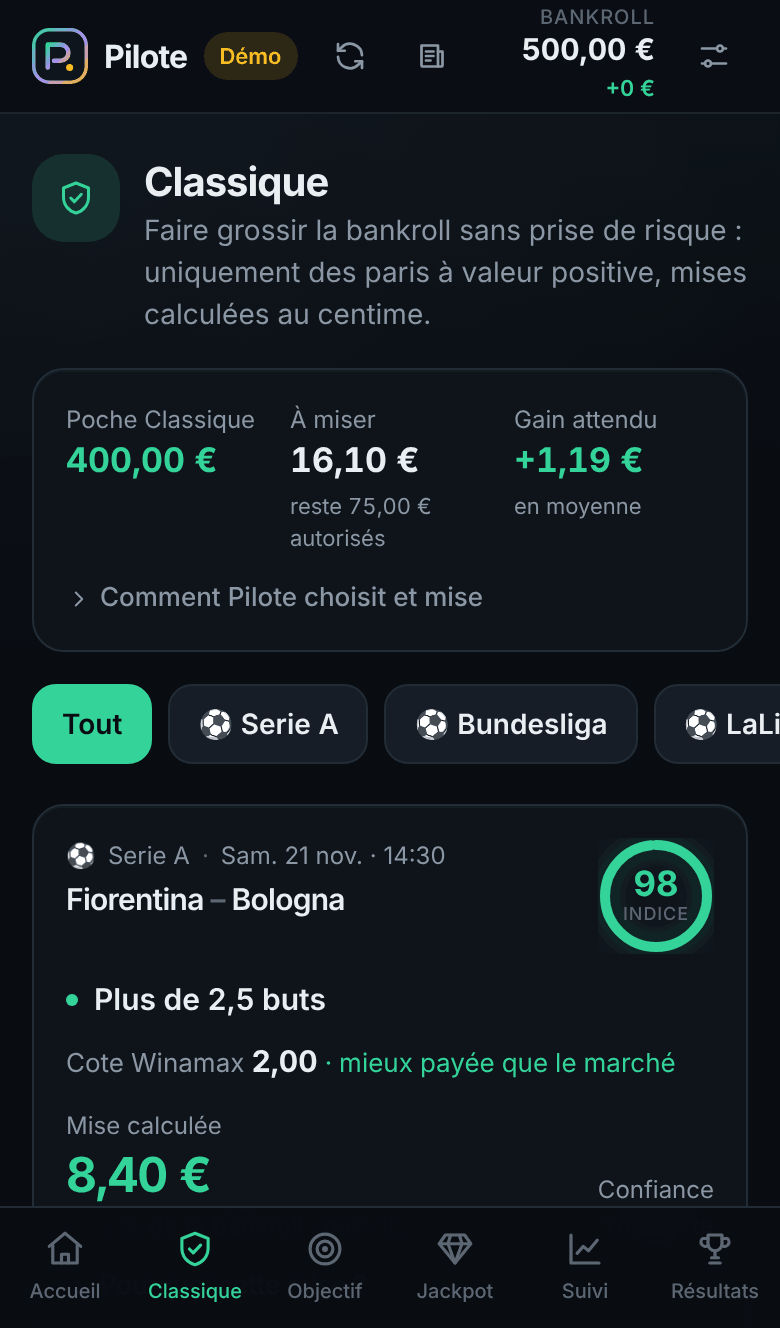 Pilote
Démo
BANKROLL
500,00 €
+0 €
Classique
Faire grossir la bankroll sans prise de risque :
uniquement des paris à valeur positive, mises
calculées au centime.
Poche Classique
400,00 €
À miser
16,10 €
reste 75,00 €
autorisés
Gain attendu
+1,19 €
en moyenne
Comment Pilote choisit et mise
Tout
Serie A
Bundesliga
LaLi
Serie A · Sam. 21 nov. · 14:30
Fiorentina – Bologna
98
INDICE
Plus de 2,5 buts
Cote Winamax 2,00 · mieux payée que le marché
Mise calculée
8,40 €
Confiance
Accueil
Classique
Objectif
Jackpot
Suivi
Résultats